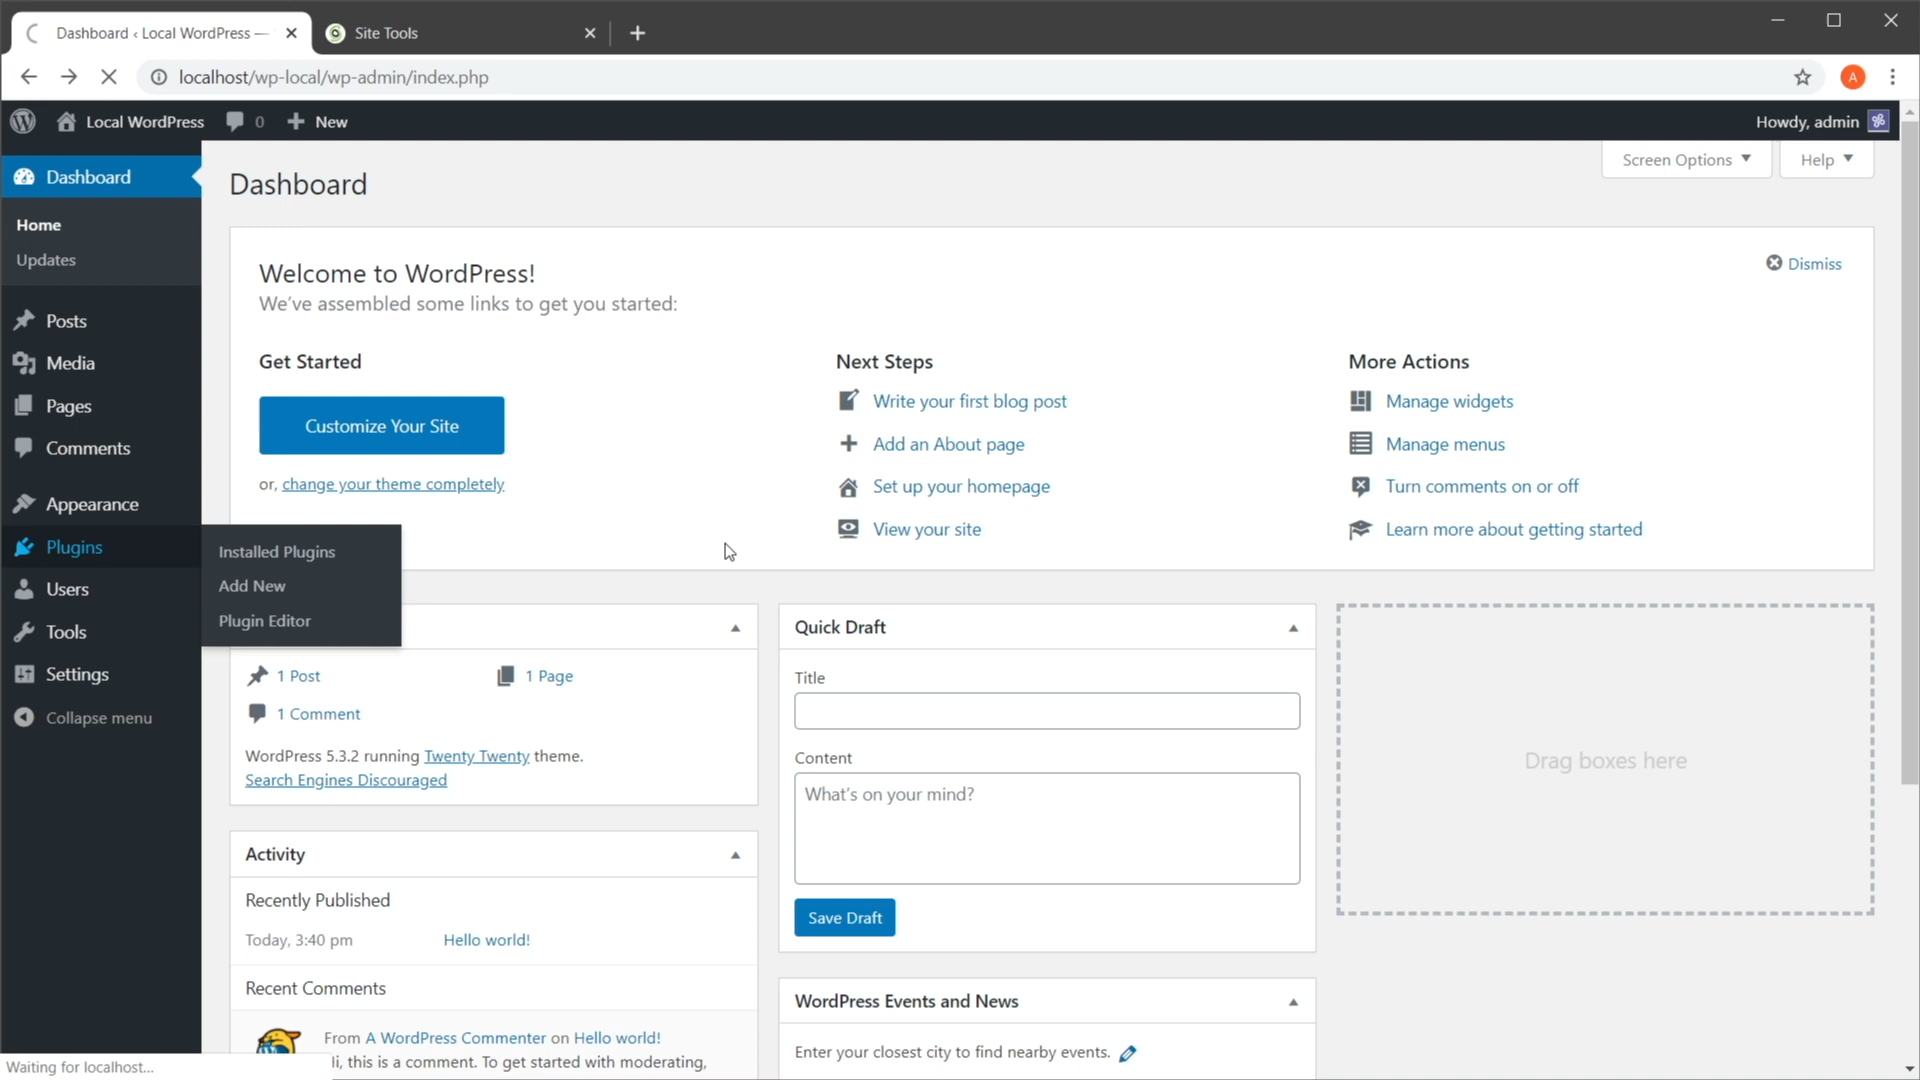 Dashboard ‹ Local WordPress —
Site Tools
localhost/wp-local/wp-admin/index.php
A
Local WordPress
0
New
Howdy, admin
Dashboard
Home
Updates
Posts
Media
Pages
Comments
Appearance
Plugins
Users
Tools
Settings
Collapse menu
Installed Plugins
Add New
Plugin Editor
Dashboard
Screen Options
Help
Welcome to WordPress!
We've assembled some links to get you started:
Dismiss
Get Started
Customize Your Site
or, change your theme completely
Next Steps
Write your first blog post
Add an About page
Set up your homepage
View your site
More Actions
Manage widgets
Manage menus
Turn comments on or off
Learn more about getting started
1 Post
1 Page
1 Comment
WordPress 5.3.2 running Twenty Twenty theme.
Search Engines Discouraged
Activity
Recently Published
Today, 3:40 pm
Hello world!
Recent Comments
From A WordPress Commenter on Hello world!
, this is a comment. To get started with moderating,
Quick Draft
Title
Content
What's on your mind?
Save Draft
WordPress Events and News
Enter your closest city to find nearby events.
Drag boxes here
Waiting for localhost...